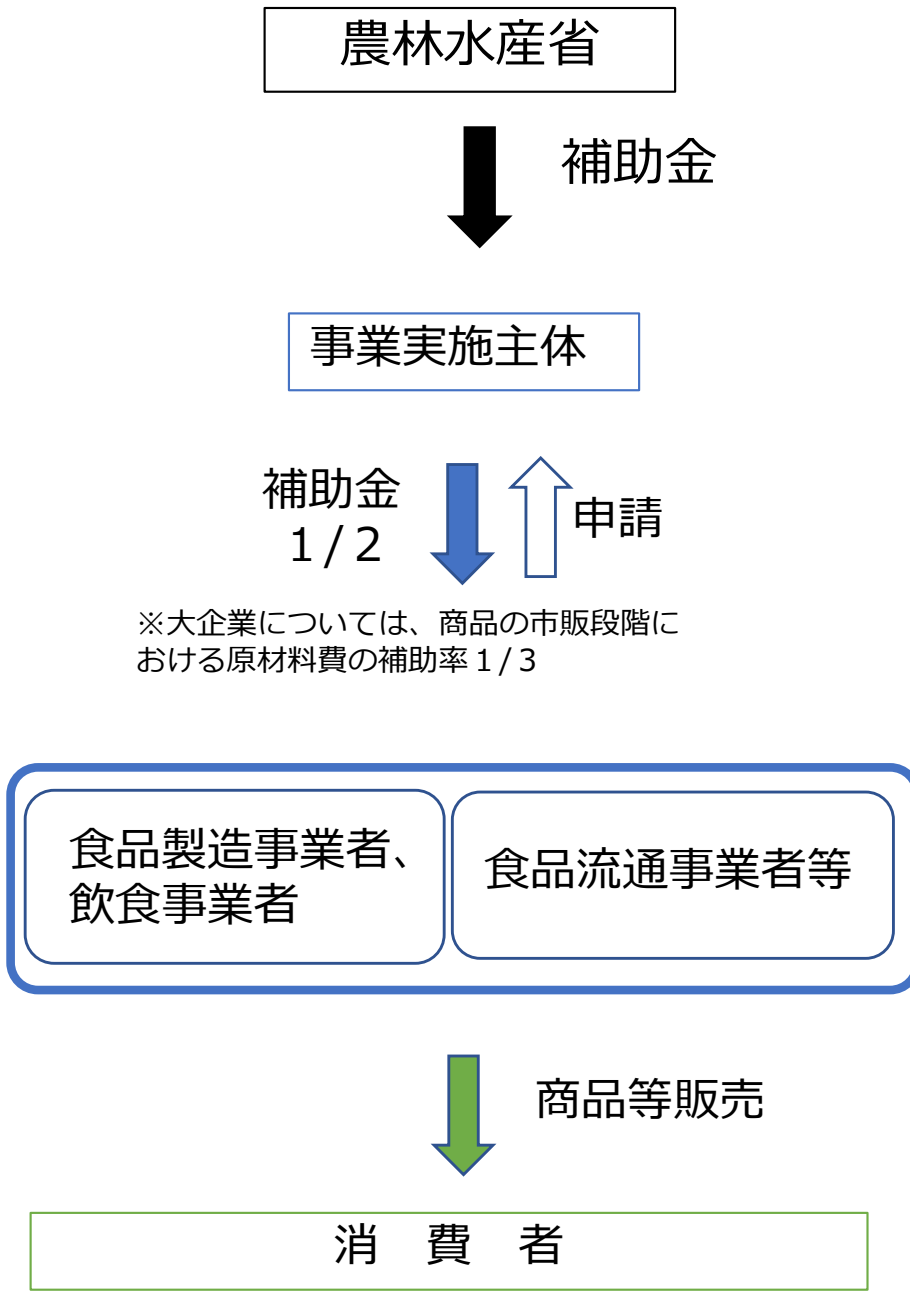 農林水産省
補助金
事業実施主体
補助金
１/２
申請
※大企業については、商品の市販段階に
おける原材料費の補助率１/３
食品製造事業者、
飲食事業者
食品流通事業者等
商品等販売
消　費　者